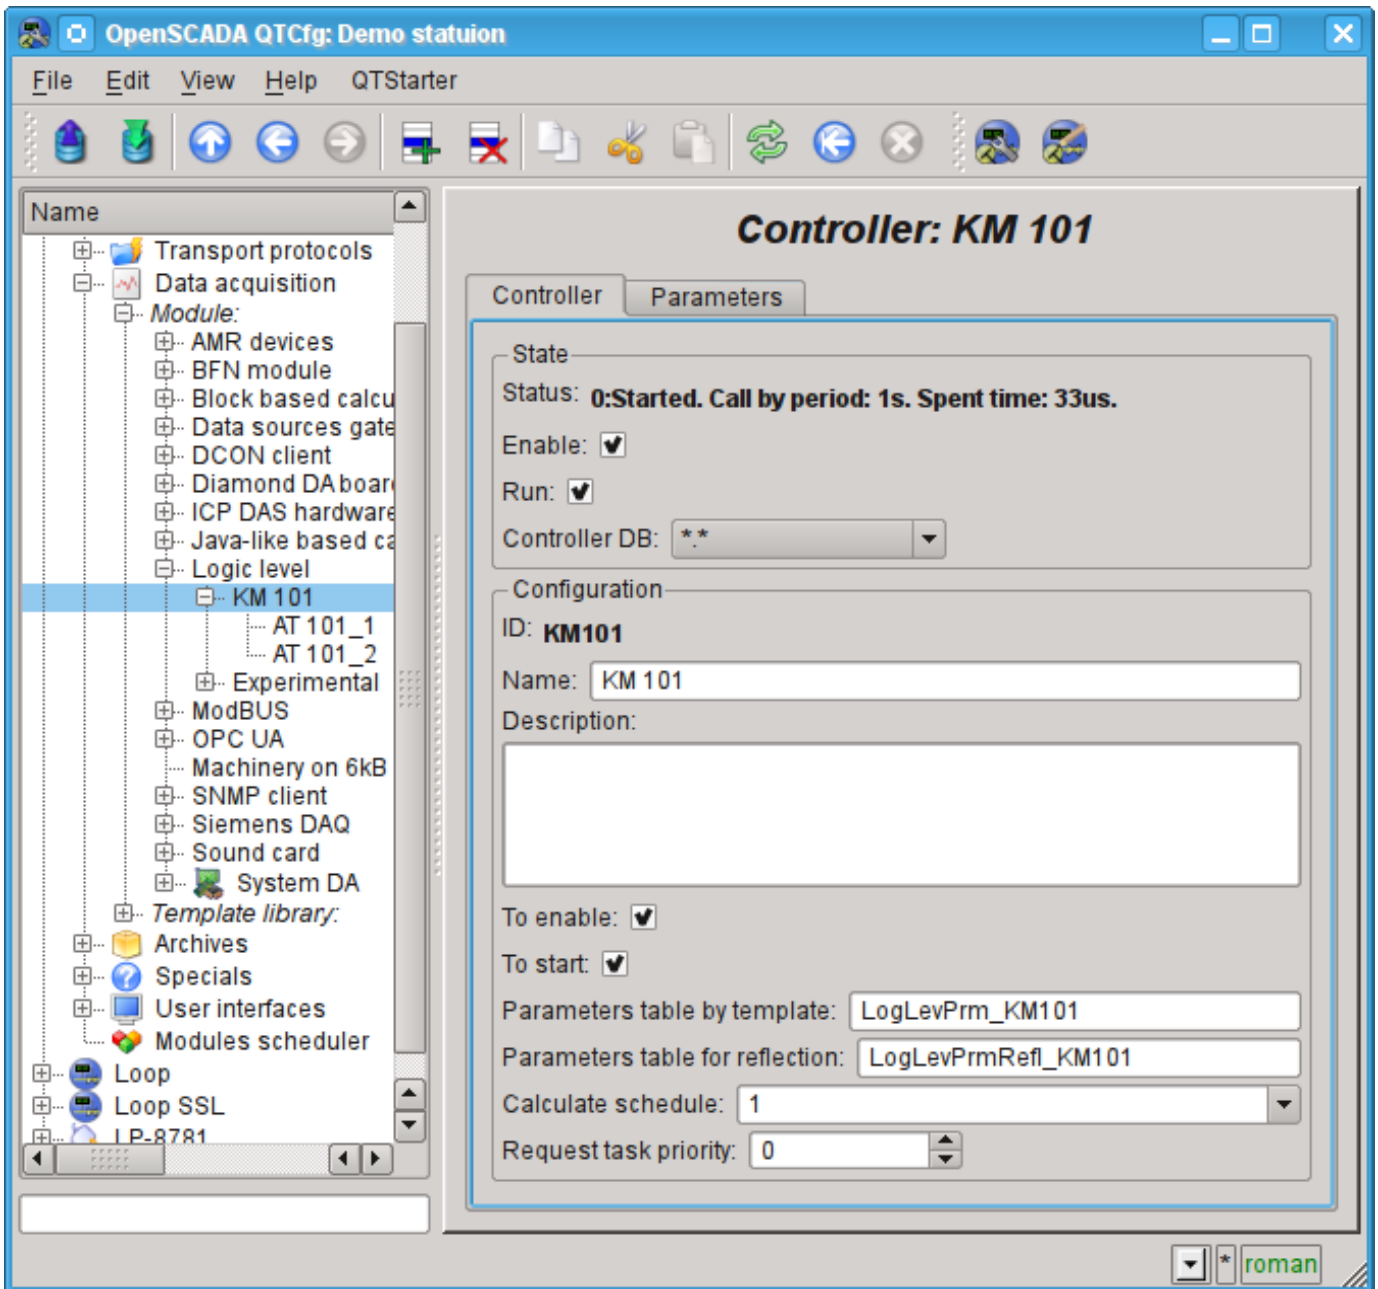 OpenSCADA QTCfg: Demo statuion
File Edit View Help QTStarter
Name
Transport protocols
Data acquisition
Module:
AMR devices
BFN module
Block based calcu
Data sources gate
DCON client
Diamond DA boar
ICP DAS hardware
Java-like based ca
Logic level
KM 101
AT 101_1
AT 101_2
Experimental
ModBUS
OPC UA
Machinery on 6kB
SNMP client
Siemens DAQ
Sound card
System DA
Template library:
Archives
Specials
User interfaces
Modules scheduler
Loop
Loop SSL
LP-8781
Controller: KM 101
Controller Parameters
State
Status: 0:Started. Call by period: 1s. Spent time: 33us.
Enable:
Run:
Controller DB: *.*
Configuration
ID: KM101
Name: KM 101
Description:
To enable:
To start:
Parameters table by template: LogLevPrm_KM101
Parameters table for reflection: LogLevPrmRefl_KM101
Calculate schedule: 1
Request task priority: 0
* roman